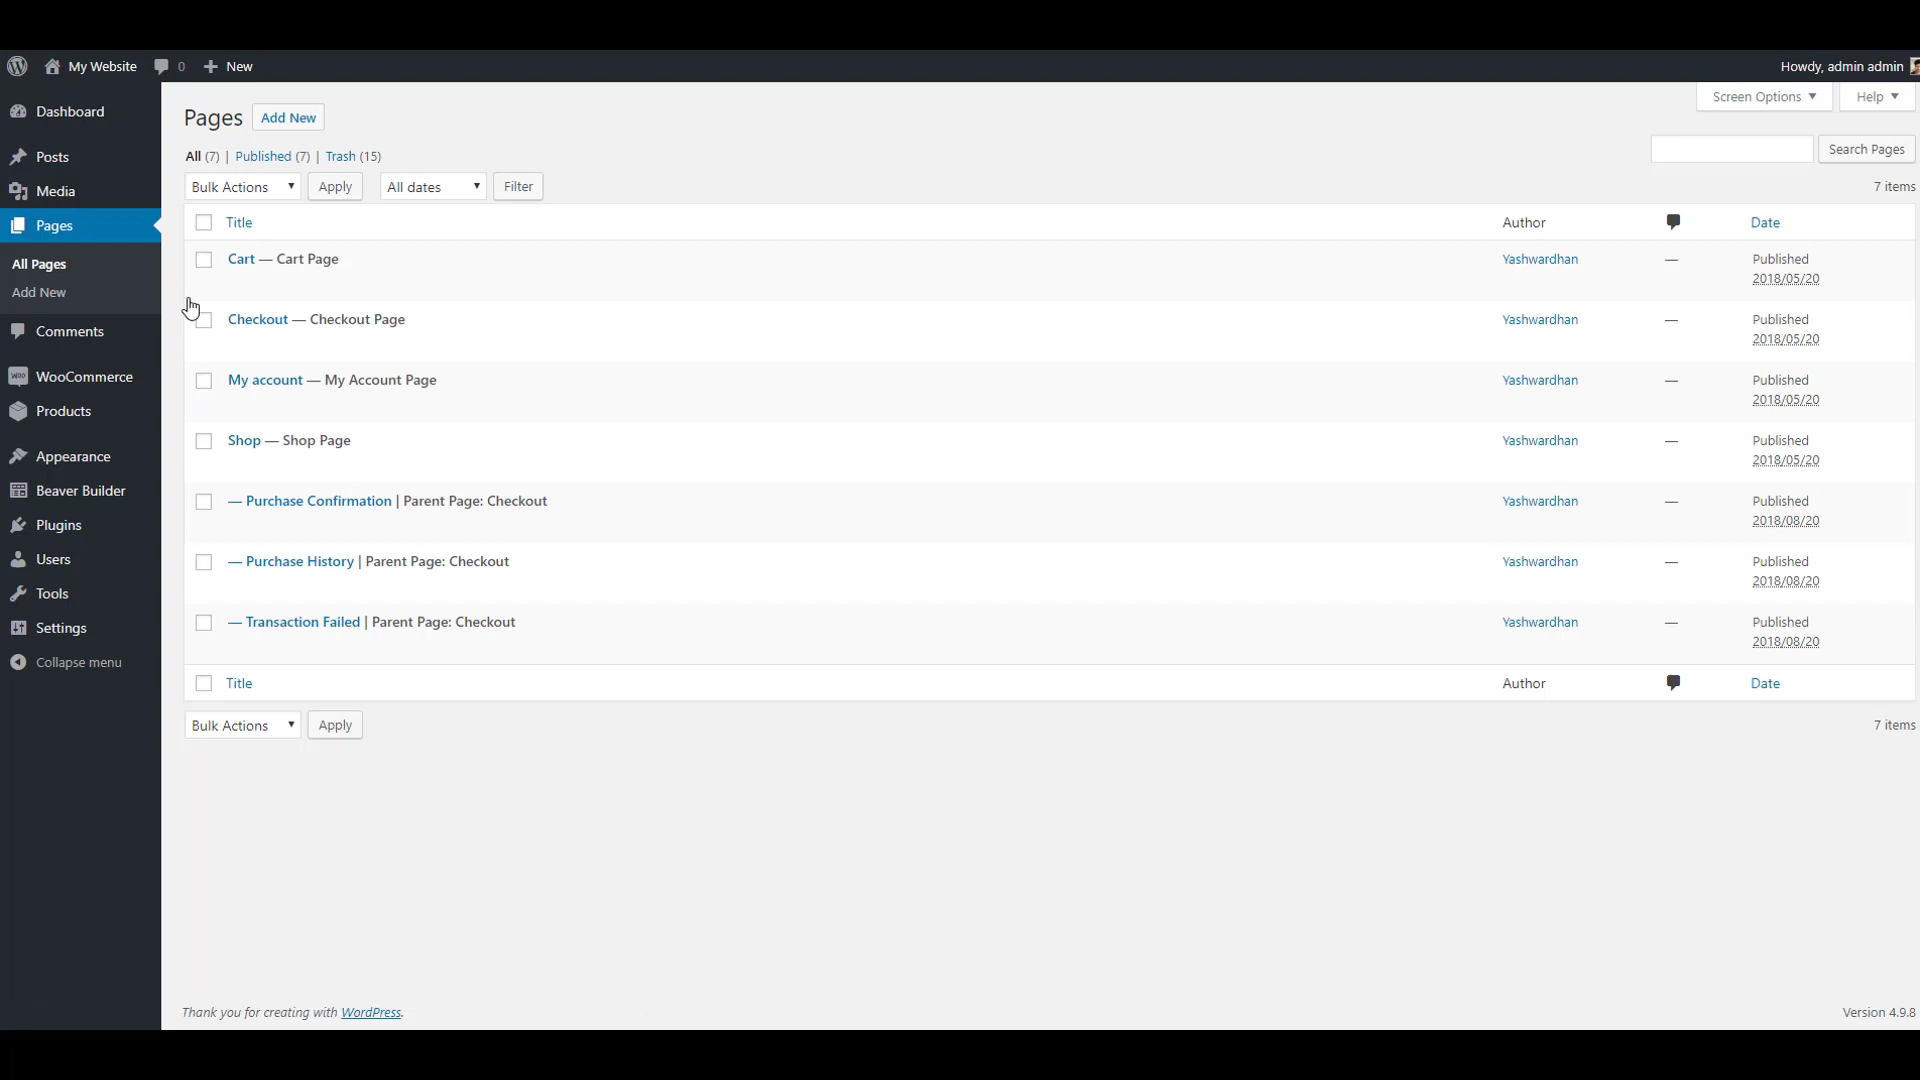 My Website 0 New Howdy, admin admin
Dashboard
Posts
Media
Pages
All Pages
Add New
Comments
WooCommerce
Products
Appearance
Beaver Builder
Plugins
Users
Tools
Settings
Collapse menu
Screen Options Help
Pages Add New
All (7) | Published (7) | Trash (15)
Search Pages
Bulk Actions Apply All dates Filter 7 items
Title Author Date
Cart — Cart Page Yashwardhan — Published
2018/05/20
Checkout — Checkout Page Yashwardhan — Published
2018/05/20
My account — My Account Page Yashwardhan — Published
2018/05/20
Shop — Shop Page Yashwardhan — Published
2018/05/20
— Purchase Confirmation | Parent Page: Checkout Yashwardhan — Published
2018/08/20
— Purchase History | Parent Page: Checkout Yashwardhan — Published
2018/08/20
— Transaction Failed | Parent Page: Checkout Yashwardhan — Published
2018/08/20
Title Author Date
Bulk Actions Apply 7 items
Thank you for creating with WordPress. Version 4.9.8